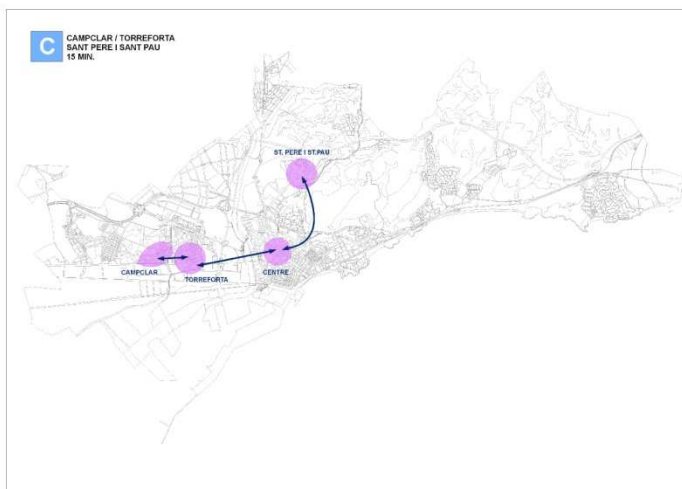 C
CAMPCLAR / TORREFORTA
SANT PERE I SANT PAU
15 MIN.
ST. PERE I ST.PAU
CAMPCLAR
TORREFORTA
CENTRE